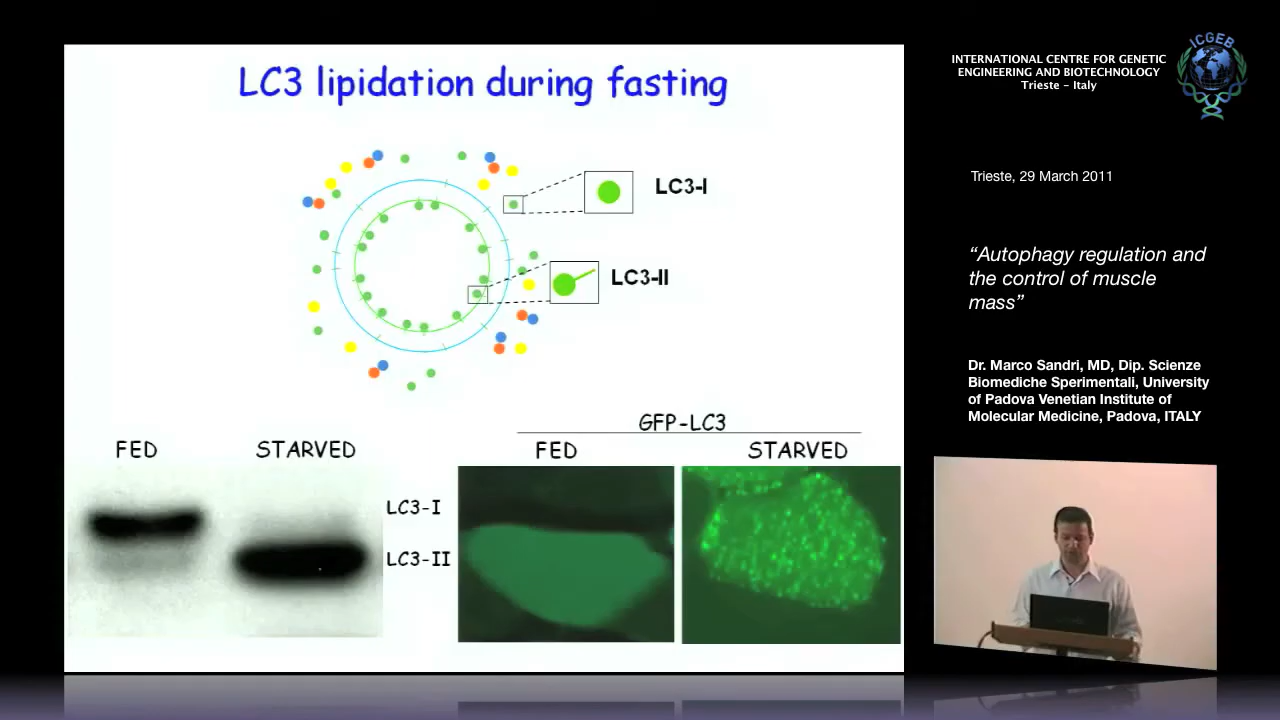 LC3 lipidation during fasting
LC3-I
LC3-II
GFP-LC3
FED
STARVED
FED
STARVED
LC3-I
LC3-II
INTERNATIONAL CENTRE FOR GENETIC
ENGINEERING AND BIOTECHNOLOGY
Trieste - Italy
ICGEB
Trieste, 29 March 2011
“Autophagy regulation and
the control of muscle
mass”
Dr. Marco Sandri, MD, Dip. Scienze
Biomediche Sperimentali, University
of Padova Venetian Institute of
Molecular Medicine, Padova, ITALY